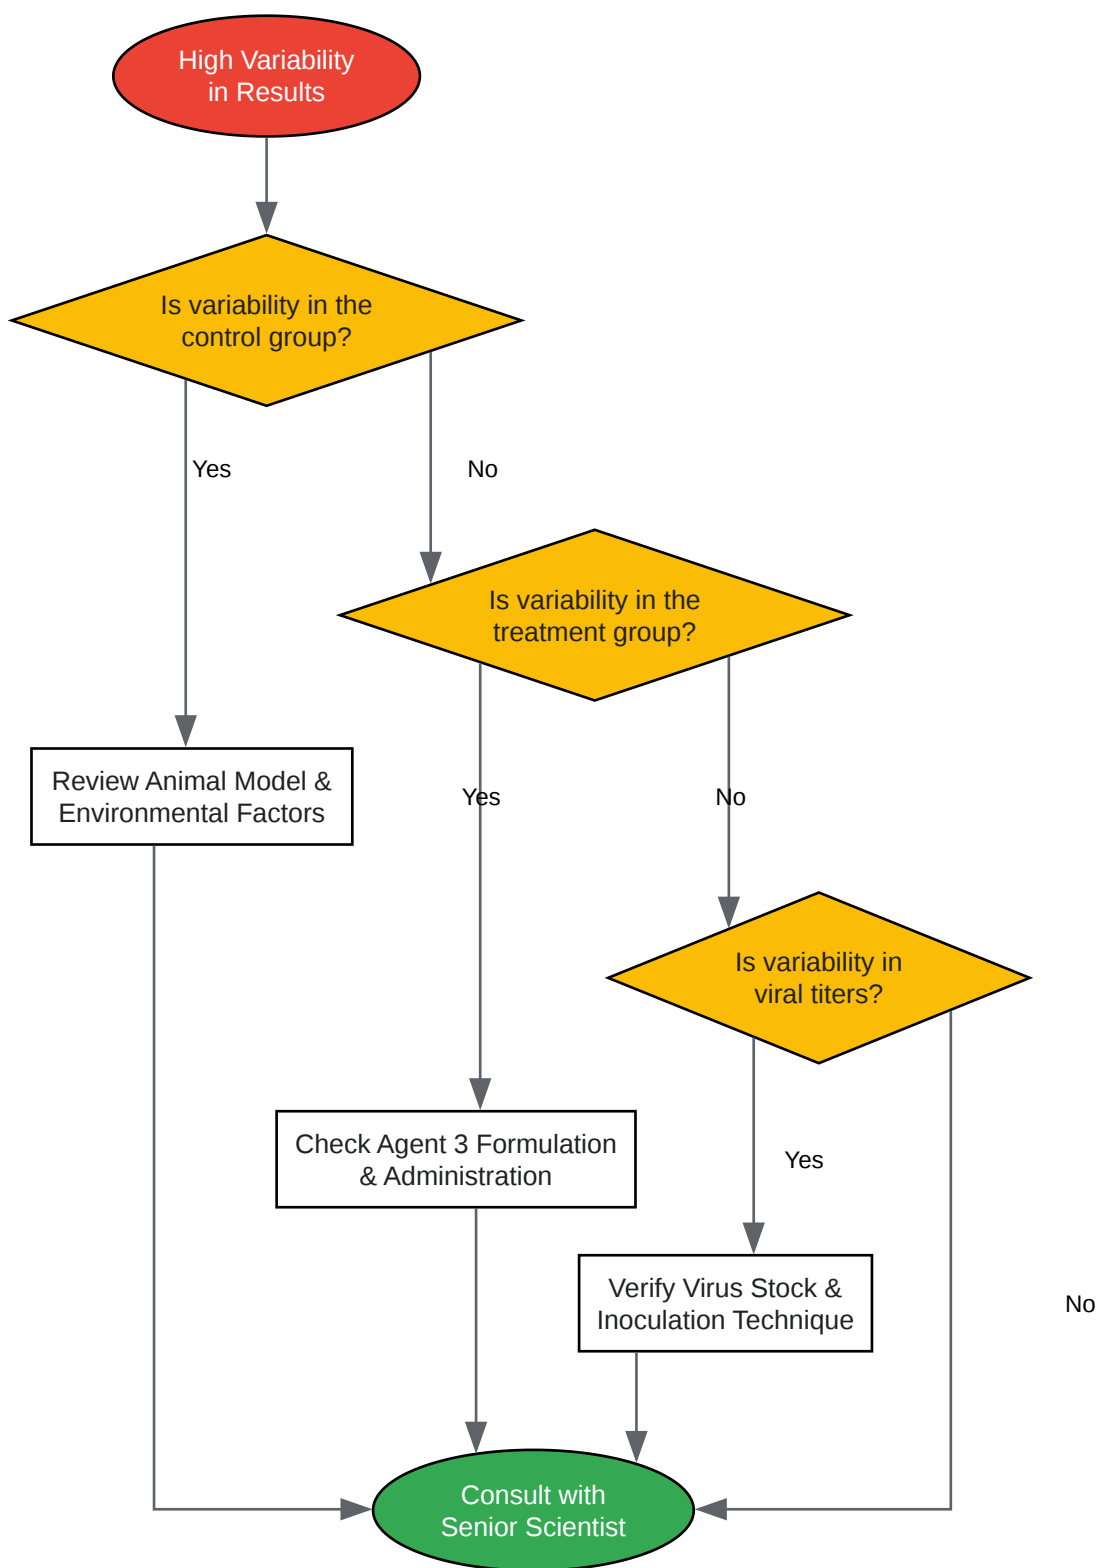 High Variability
in Results
Is variability in the
control group?
Yes
No
Is variability in the
treatment group?
Review Animal Model &
Environmental Factors
Yes
No
Is variability in
viral titers?
Check Agent 3 Formulation
& Administration
Yes
Verify Virus Stock &
Inoculation Technique
No
Consult with
Senior Scientist